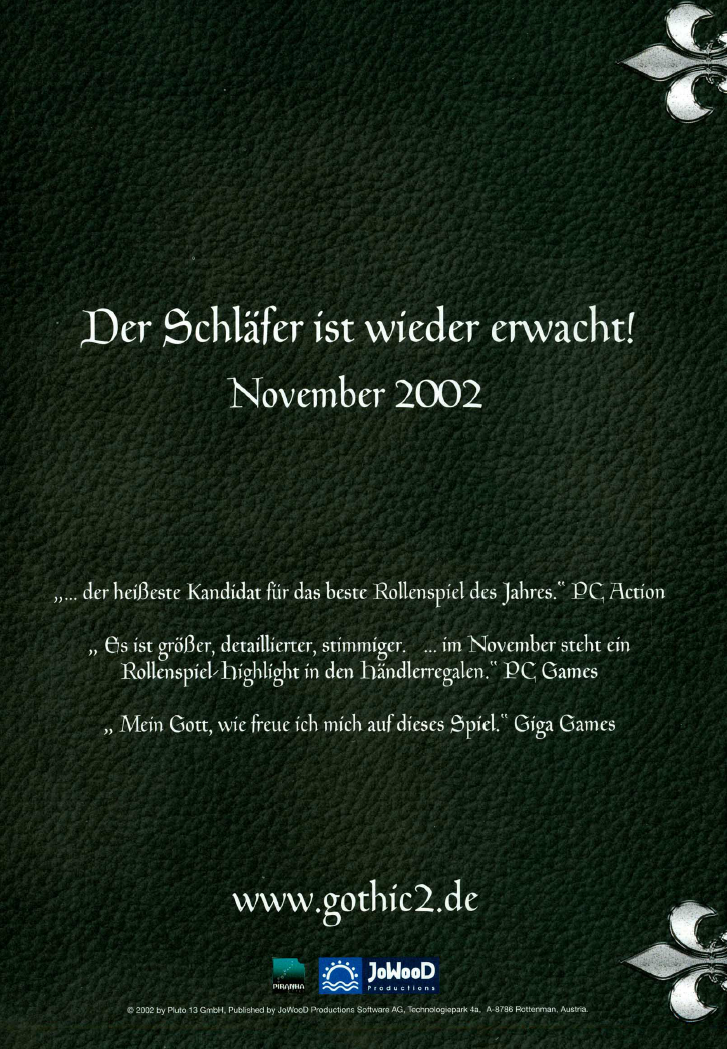 Der Schläfer ist wieder erwacht!
November 2002
„... der heißeste Kandidat für das beste Rollenspiel des Jahres.“ PC Action
„ Es ist größer, detaillierter, stimmiger. ... im November steht ein
Rollenspiel-Highlight in den Händlerregalen.“ PC Games
„ Mein Gott, wie freue ich mich auf dieses Spiel.“ Giga Games
www.gothic2.de
PIRANHA
JoWooD
Productions
© 2002 by Pluto 13 GmbH, Published by JoWooD Productions Software AG, Technologiepark 4a, A-8786 Rottenman, Austria.